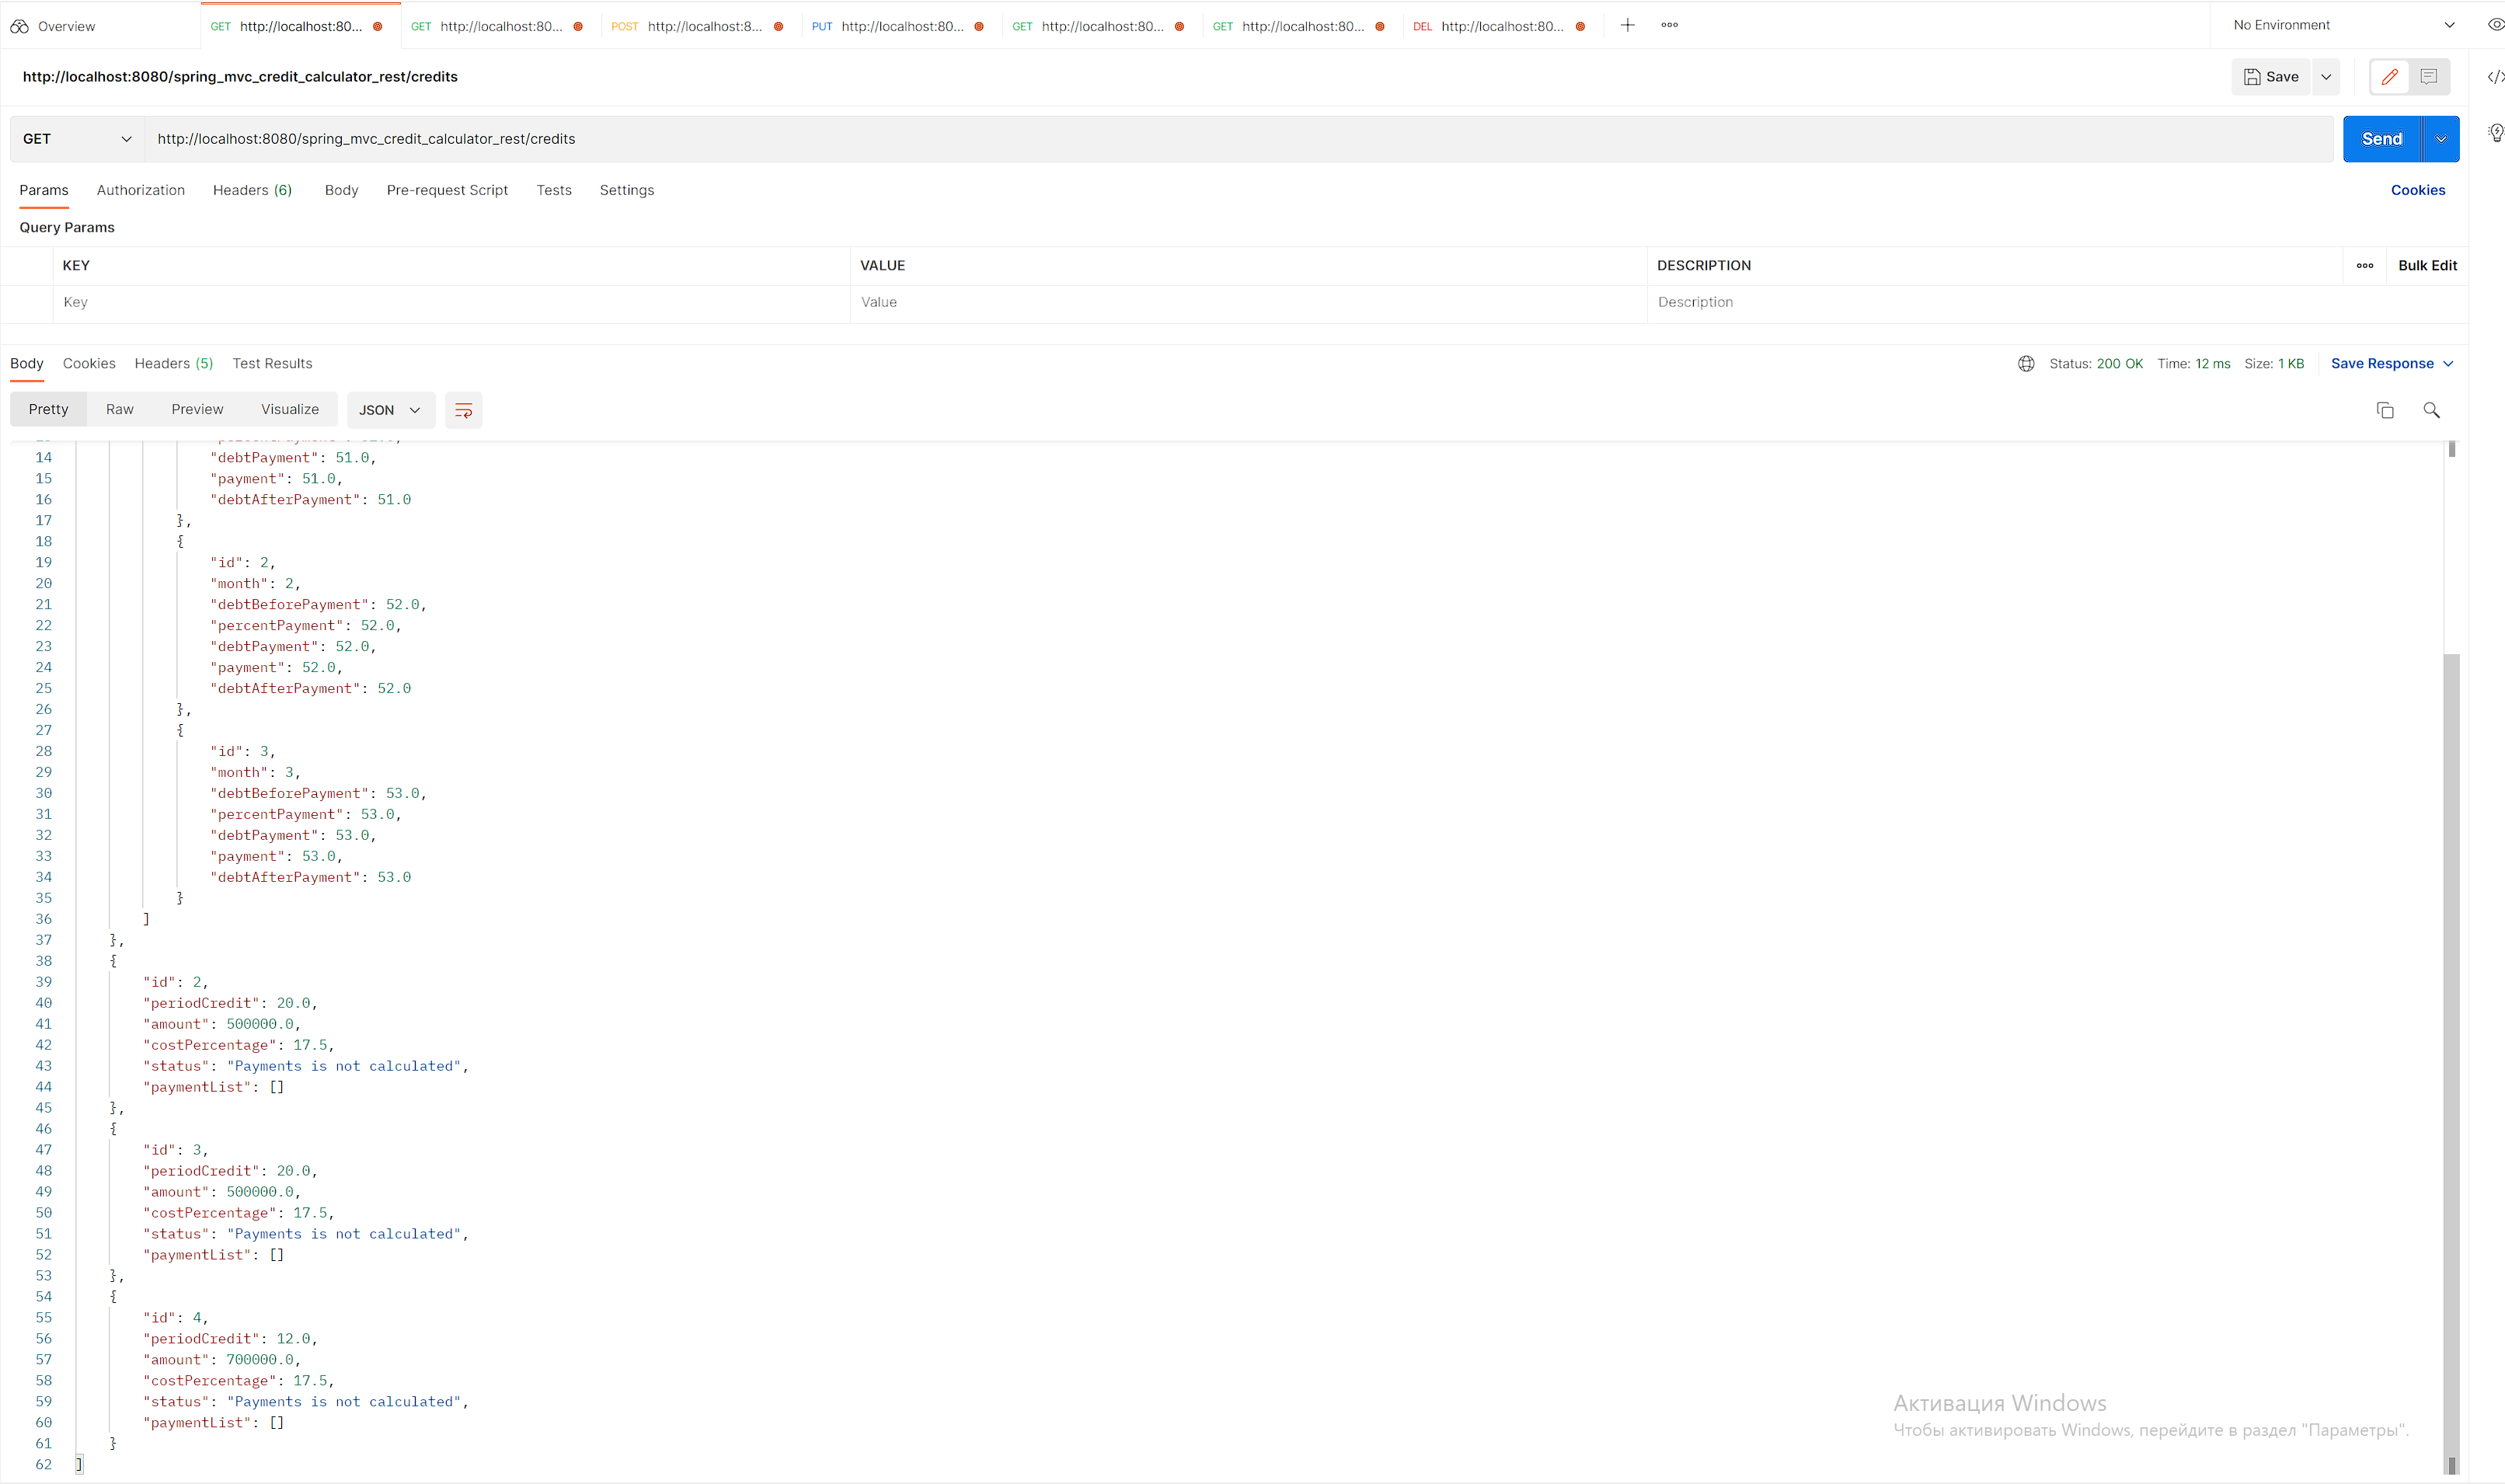 Overview
GET http://localhost:80...
GET http://localhost:80...
POST http://localhost:8...
PUT http://localhost:80...
GET http://localhost:80...
GET http://localhost:80...
DEL http://localhost:80...
No Environment
http://localhost:8080/spring_mvc_credit_calculator_rest/credits
Save
GET
http://localhost:8080/spring_mvc_credit_calculator_rest/credits
Send
Params Authorization Headers (6) Body Pre-request Script Tests Settings
Cookies
Query Params
KEY VALUE DESCRIPTION Bulk Edit
Key Value Description
Body Cookies Headers (5) Test Results
Status: 200 OK Time: 12 ms Size: 1 KB Save Response
Pretty Raw Preview Visualize JSON
14 "debtPayment": 51.0,
15 "payment": 51.0,
16 "debtAfterPayment": 51.0
17 },
18 {
19 "id": 2,
20 "month": 2,
21 "debtBeforePayment": 52.0,
22 "percentPayment": 52.0,
23 "debtPayment": 52.0,
24 "payment": 52.0,
25 "debtAfterPayment": 52.0
26 },
27 {
28 "id": 3,
29 "month": 3,
30 "debtBeforePayment": 53.0,
31 "percentPayment": 53.0,
32 "debtPayment": 53.0,
33 "payment": 53.0,
34 "debtAfterPayment": 53.0
35 }
36 ]
37 },
38 {
39 "id": 2,
40 "periodCredit": 20.0,
41 "amount": 500000.0,
42 "costPercentage": 17.5,
43 "status": "Payments is not calculated",
44 "paymentList": []
45 },
46 {
47 "id": 3,
48 "periodCredit": 20.0,
49 "amount": 500000.0,
50 "costPercentage": 17.5,
51 "status": "Payments is not calculated",
52 "paymentList": []
53 },
54 {
55 "id": 4,
56 "periodCredit": 12.0,
57 "amount": 700000.0,
58 "costPercentage": 17.5,
59 "status": "Payments is not calculated",
60 "paymentList": []
61 }
62 ]
Активация Windows
Чтобы активировать Windows, перейдите в раздел "Параметры".